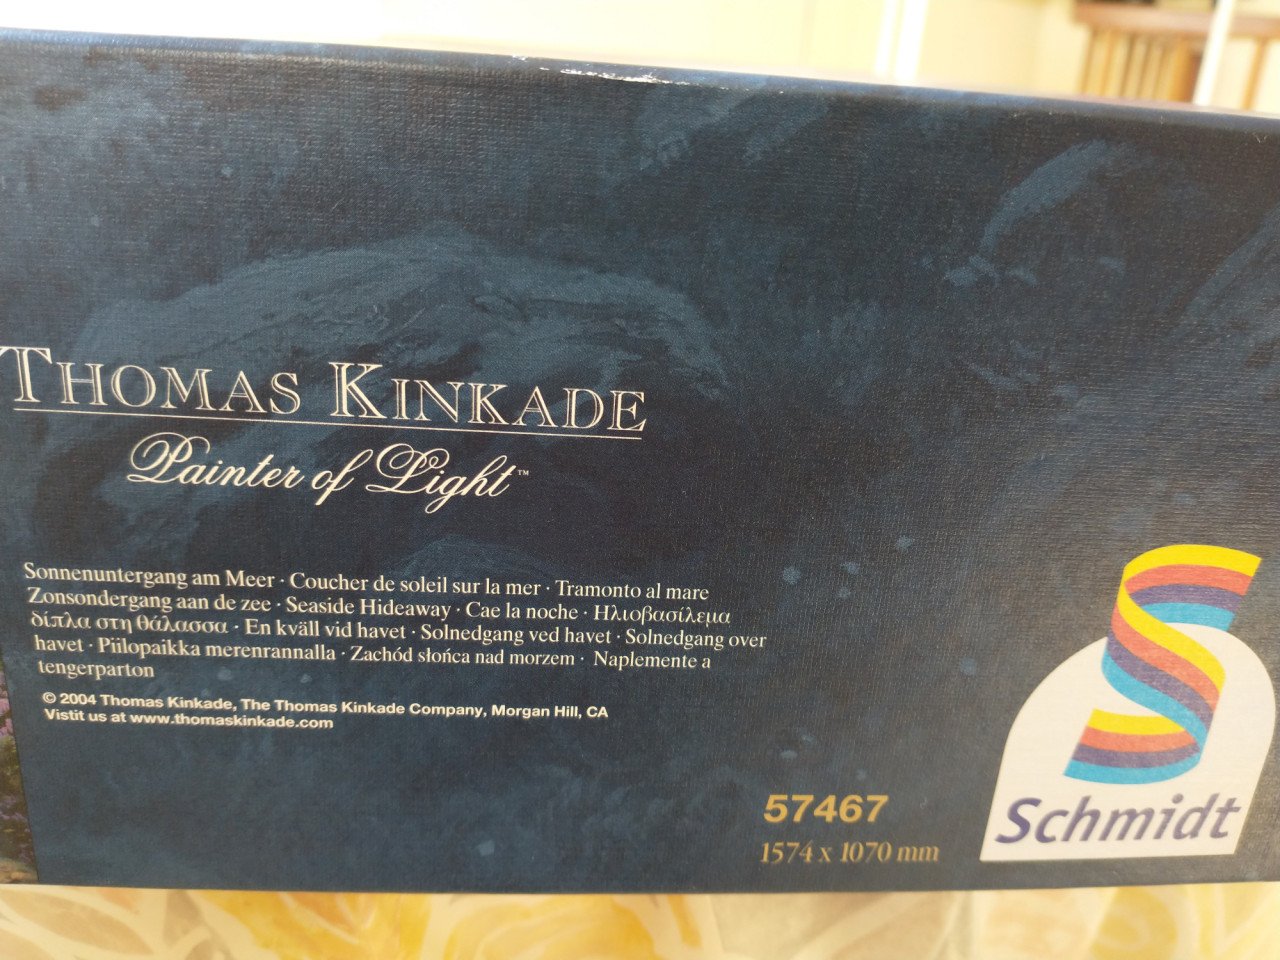 THOMAS KINKADE
Painter of Light™
Sonnenuntergang am Meer · Coucher de soleil sur la mer · Tramonto al mare
Zonsondergang aan de zee · Seaside Hideaway · Cae la noche · Ηλιοβασίλεμα
δίπλα στη θάλασσα · En kväll vid havet · Solnedgang ved havet · Solnedgang over
havet · Piilopaikka merenrannalla · Zachód słońca nad morzem · Naplemente a
tengerparton
© 2004 Thomas Kinkade, The Thomas Kinkade Company, Morgan Hill, CA
Vistit us at www.thomaskinkade.com
57467
1574 x 1070 mm
Schmidt